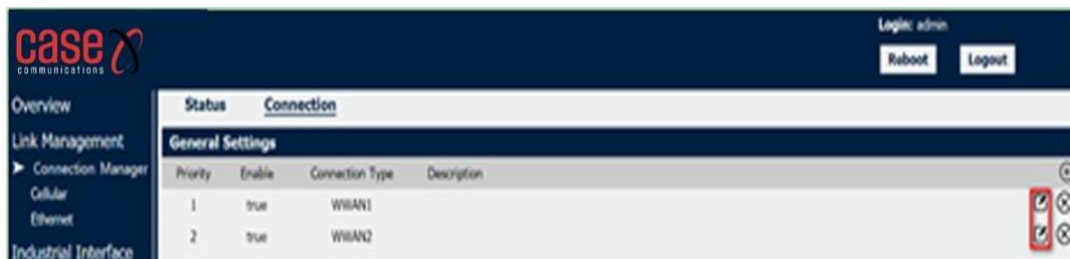 case
communications
Login: admin
Reboot Logout
Overview
Link Management
Connection Manager
Cellular
Ethernet
Industrial Interface
Status Connection
General Settings
Priority Enable Connection Type Description
1 true WWAN1
2 true WWAN2